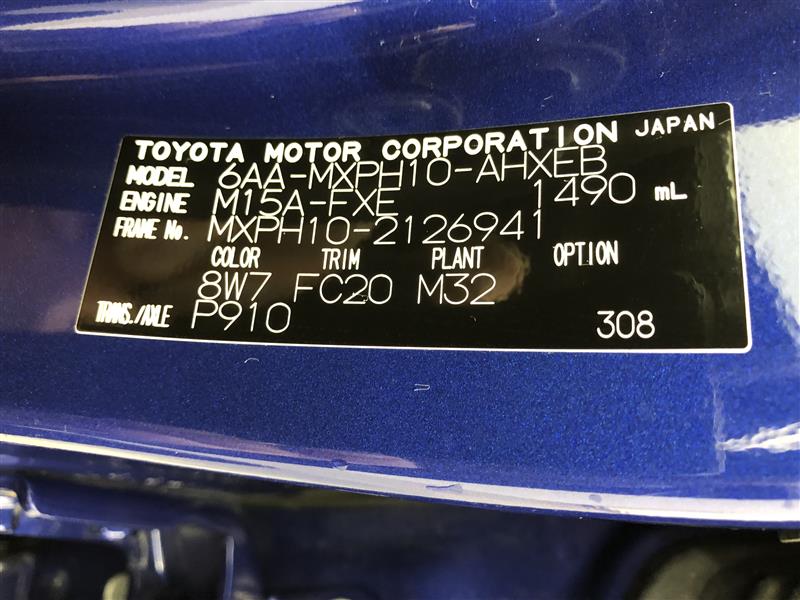 TOYOTA MOTOR CORPORATION JAPAN
MODEL 6AA-MXPH10-AHXEB
ENGINE M15A-FXE 1490 mL
FRAME No. MXPH10-2126941
COLOR TRIM PLANT OPTION
8W7 FC20 M32
TRANS./AXLE P910 308